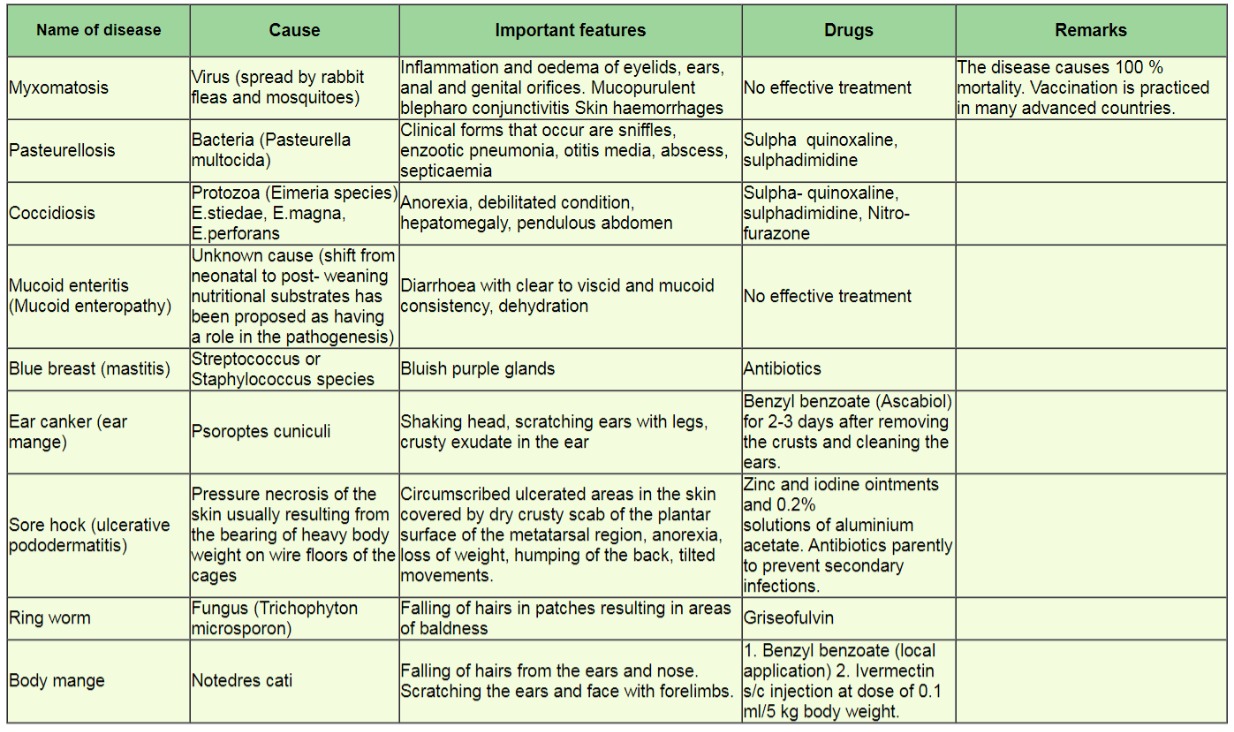 Name of disease
Cause
Important features
Drugs
Remarks
Myxomatosis
Virus (spread by rabbit
fleas and mosquitoes)
Inflammation and oedema of eyelids, ears,
anal and genital orifices. Mucopurulent
blepharo conjunctivitis Skin haemorrhages
No effective treatment
The disease causes 100 %
mortality. Vaccination is practiced
in many advanced countries.
Pasteurellosis
Bacteria (Pasteurella
multocida)
Clinical forms that occur are sniffles,
enzootic pneumonia, otitis media, abscess,
septicaemia
Sulpha quinoxaline,
sulphadimidine
Coccidiosis
Protozoa (Eimeria species)
E.stiedae, E.magna,
E.perforans
Anorexia, debilitated condition,
hepatomegaly, pendulous abdomen
Sulpha- quinoxaline,
sulphadimidine, Nitro-
furazone
Mucoid enteritis
(Mucoid enteropathy)
Unknown cause (shift from
neonatal to post- weaning
nutritional substrates has
been proposed as having
a role in the pathogenesis)
Diarrhoea with clear to viscid and mucoid
consistency, dehydration
No effective treatment
Blue breast (mastitis)
Streptococcus or
Staphylococcus species
Bluish purple glands
Antibiotics
Ear canker (ear
mange)
Psoroptes cuniculi
Shaking head, scratching ears with legs,
crusty exudate in the ear
Benzyl benzoate (Ascabiol)
for 2-3 days after removing
the crusts and cleaning the
ears.
Sore hock (ulcerative
pododermatitis)
Pressure necrosis of the
skin usually resulting from
the bearing of heavy body
weight on wire floors of the
cages
Circumscribed ulcerated areas in the skin
covered by dry crusty scab of the plantar
surface of the metatarsal region, anorexia,
loss of weight, humping of the back, tilted
movements.
Zinc and iodine ointments
and 0.2%
solutions of aluminium
acetate. Antibiotics parently
to prevent secondary
infections.
Ring worm
Fungus (Trichophyton
microsporon)
Falling of hairs in patches resulting in areas
of baldness
Griseofulvin
Body mange
Notedres cati
Falling of hairs from the ears and nose.
Scratching the ears and face with forelimbs.
1. Benzyl benzoate (local
application) 2. Ivermectin
s/c injection at dose of 0.1
ml/5 kg body weight.